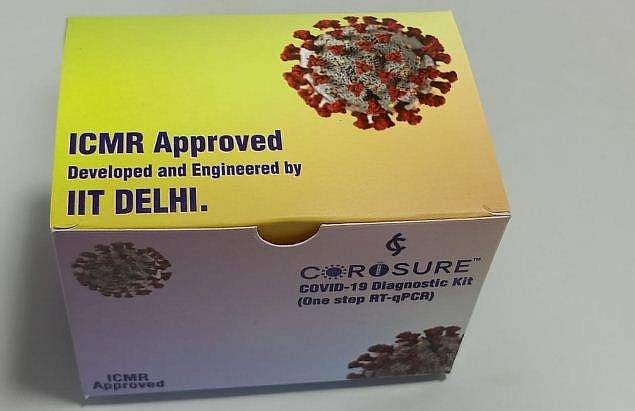 ICMR Approved
Developed and Engineered by
IIT DELHI.
COROSURE™
COVID-19 Diagnostic Kit
(One step RT-qPCR)
ICMR
Approved